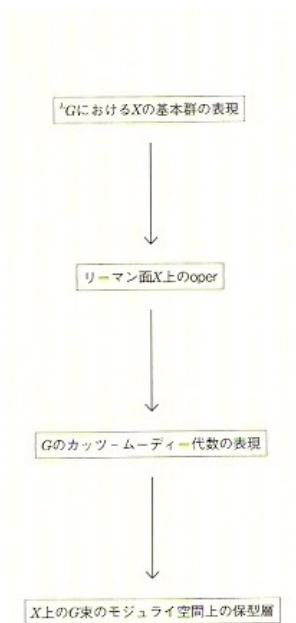 ᴸGにおけるXの基本群の表現
リーマン面X上のoper
Gのカッツ－ムーディー代数の表現
X上のG束のモジュライ空間上の保型層